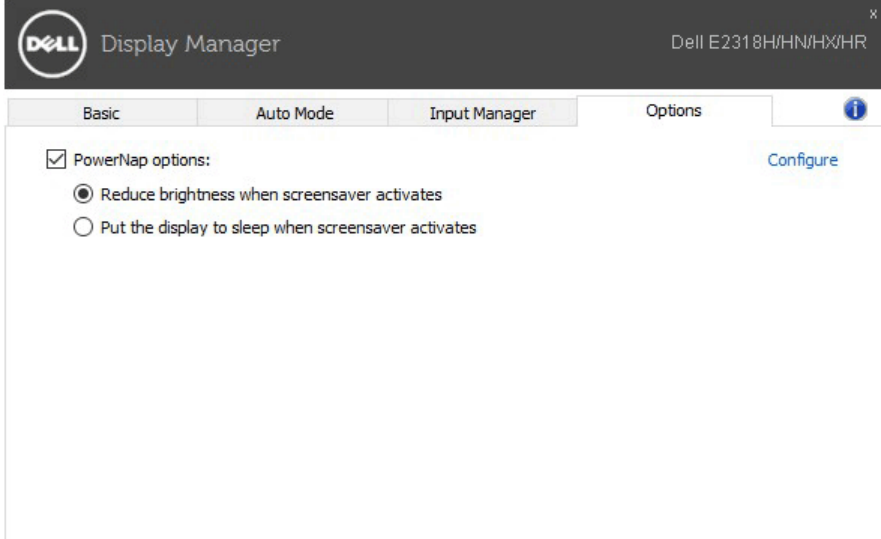 x
DELL Display Manager Dell E2318H/HN/HX/HR
Basic Auto Mode Input Manager Options i
PowerNap options: Configure
Reduce brightness when screensaver activates
Put the display to sleep when screensaver activates